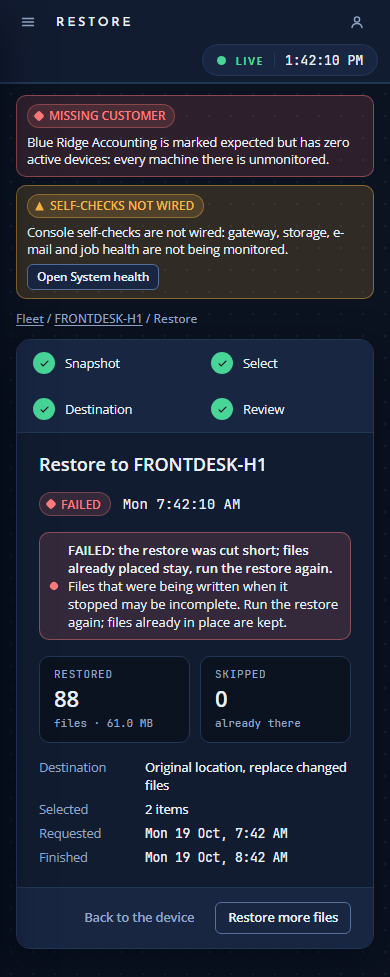 RESTORE
LIVE 1:42:10 PM
MISSING CUSTOMER
Blue Ridge Accounting is marked expected but has zero
active devices: every machine there is unmonitored.
SELF-CHECKS NOT WIRED
Console self-checks are not wired: gateway, storage, e-
mail and job health are not being monitored.
Open System health
Fleet / FRONTDESK-H1 / Restore
Snapshot
Select
Destination
Review
Restore to FRONTDESK-H1
FAILED Mon 7:42:10 AM
FAILED: the restore was cut short; files
already placed stay, run the restore again.
Files that were being written when it
stopped may be incomplete. Run the restore
again; files already in place are kept.
RESTORED
88
files · 61.0 MB
SKIPPED
0
already there
Destination Original location, replace changed
files
Selected 2 items
Requested Mon 19 Oct, 7:42 AM
Finished Mon 19 Oct, 8:42 AM
Back to the device
Restore more files